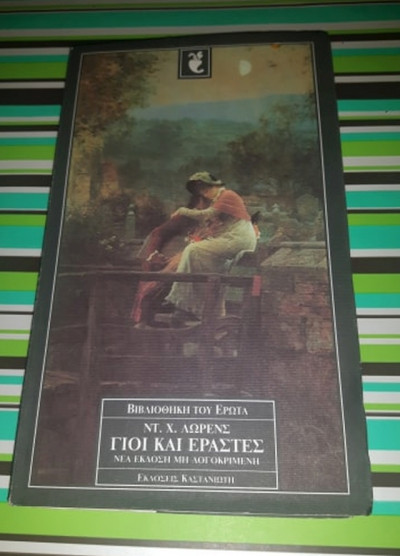 ΒΙΒΛΙΟΘΗΚΗ ΤΟΥ ΕΡΩΤΑ
ΝΤ. Χ. ΛΩΡΕΝΣ
ΓΙΟΙ ΚΑΙ ΕΡΑΣΤΕΣ
ΝΕΑ ΕΚΔΟΣΗ ΜΗ ΛΟΓΟΚΡΙΜΕΝΗ
ΕΚΔΟΣΕΙΣ ΚΑΣΤΑΝΙΩΤΗ